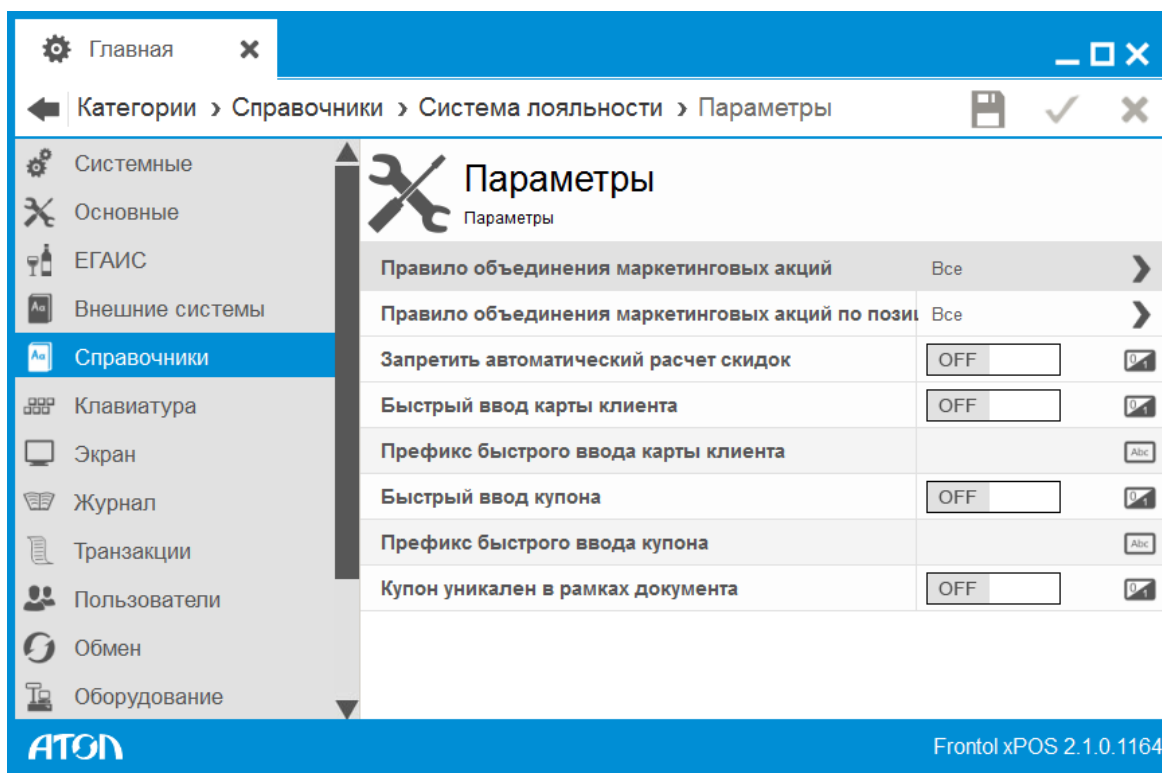 Главная
Категории › Справочники › Система лояльности › Параметры
Системные
Основные
ЕГАИС
Внешние системы
Справочники
Клавиатура
Экран
Журнал
Транзакции
Пользователи
Обмен
Оборудование
Параметры
Параметры
Правило объединения маркетинговых акций Все
Правило объединения маркетинговых акций по пози Все
Запретить автоматический расчет скидок OFF
Быстрый ввод карты клиента OFF
Префикс быстрого ввода карты клиента Abc
Быстрый ввод купона OFF
Префикс быстрого ввода купона Abc
Купон уникален в рамках документа OFF
АТОЛ Frontol xPOS 2.1.0.1164